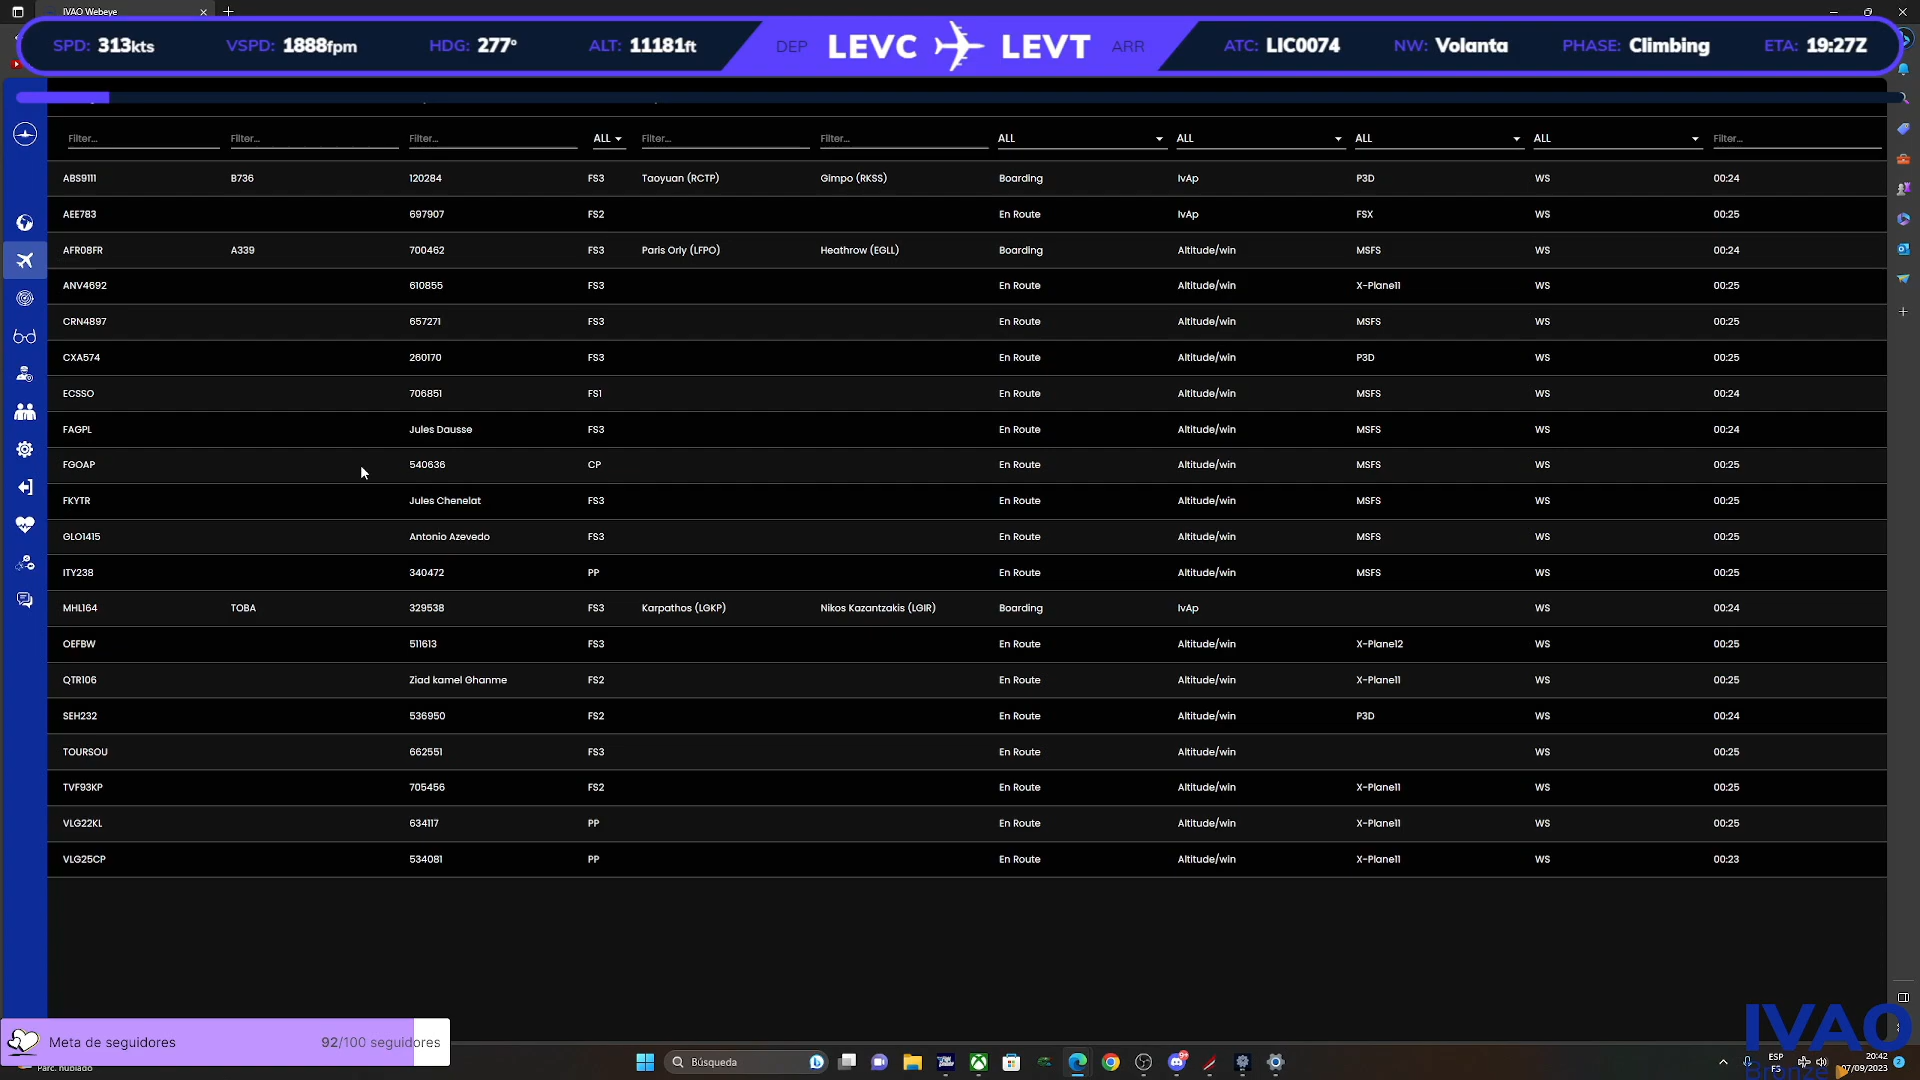 IVAO Webeye
SPD: 313kts VSPD: 1888fpm HDG: 277° ALT: 11181ft DEP LEVC LEVT ARR ATC: LIC0074 NW: Volanta PHASE: Climbing ETA: 19:27Z
Filter... Filter... Filter... ALL Filter... Filter... ALL ALL ALL ALL Filter...
ABS9111 B736 120284 FS3 Taoyuan (RCTP) Gimpo (RKSS) Boarding IvAp P3D WS 00:24
AEE783 697907 FS2 En Route IvAp FSX WS 00:25
AFR08FR A339 700462 FS3 Paris Orly (LFPO) Heathrow (EGLL) Boarding Altitude/win MSFS WS 00:24
ANV4692 610855 FS3 En Route Altitude/win X-Plane11 WS 00:25
CRN4897 657271 FS3 En Route Altitude/win MSFS WS 00:25
CXA574 260170 FS3 En Route Altitude/win P3D WS 00:25
ECSSO 706851 FS1 En Route Altitude/win MSFS WS 00:24
FAGPL Jules Dausse FS3 En Route Altitude/win MSFS WS 00:24
FGOAP 540636 CP En Route Altitude/win MSFS WS 00:25
FKYTR Jules Chenelat FS3 En Route Altitude/win MSFS WS 00:25
GLO1415 Antonio Azevedo FS3 En Route Altitude/win MSFS WS 00:25
ITY238 340472 PP En Route Altitude/win MSFS WS 00:25
MHL164 TOBA 329538 FS3 Karpathos (LGKP) Nikos Kazantzakis (LGIR) Boarding IvAp WS 00:24
OEFBW 511613 FS3 En Route Altitude/win X-Plane12 WS 00:25
QTR106 Ziad kamel Ghanme FS2 En Route Altitude/win X-Plane11 WS 00:25
SEH232 536950 FS2 En Route Altitude/win P3D WS 00:24
TOURSOU 662551 FS3 En Route Altitude/win WS 00:25
TVF93KP 705456 FS2 En Route Altitude/win X-Plane11 WS 00:25
VLG22KL 634117 PP En Route Altitude/win X-Plane11 WS 00:25
VLG25CP 534081 PP En Route Altitude/win X-Plane11 WS 00:23
IVAO
Meta de seguidores 92/100 seguidores
Parc. nublado
Búsqueda
ESP
20:42
Bronze
07/09/2023